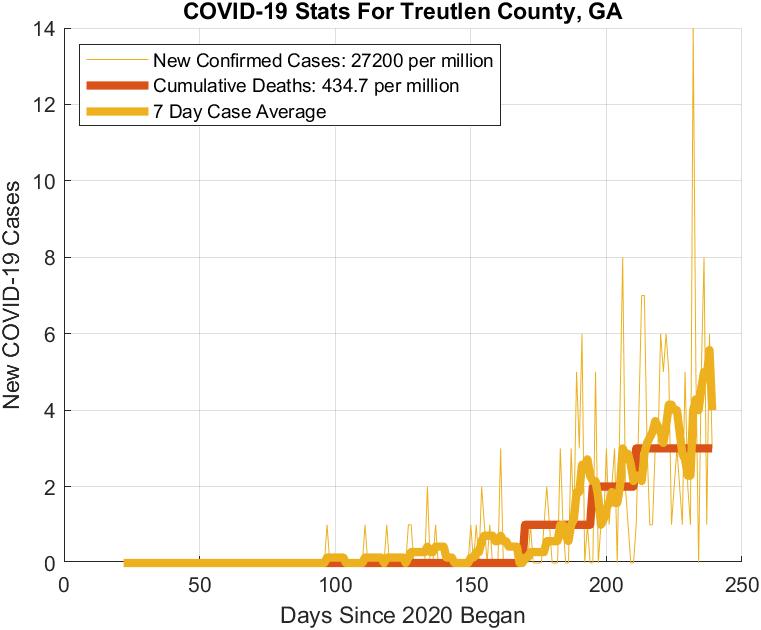 COVID-19 Stats For Treutlen County, GA
New Confirmed Cases: 27200 per million
Cumulative Deaths: 434.7 per million
7 Day Case Average
New COVID-19 Cases
14
12
10
8
6
4
2
0
0 50 100 150 200 250
Days Since 2020 Began